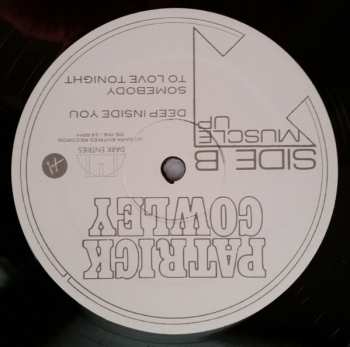 PATRICK
COWLEY
SIDE B
MUSCLE
UP
DARK ENTRIES
DEEP INSIDE YOU
SOMEBODY
TO LOVE TONIGHT